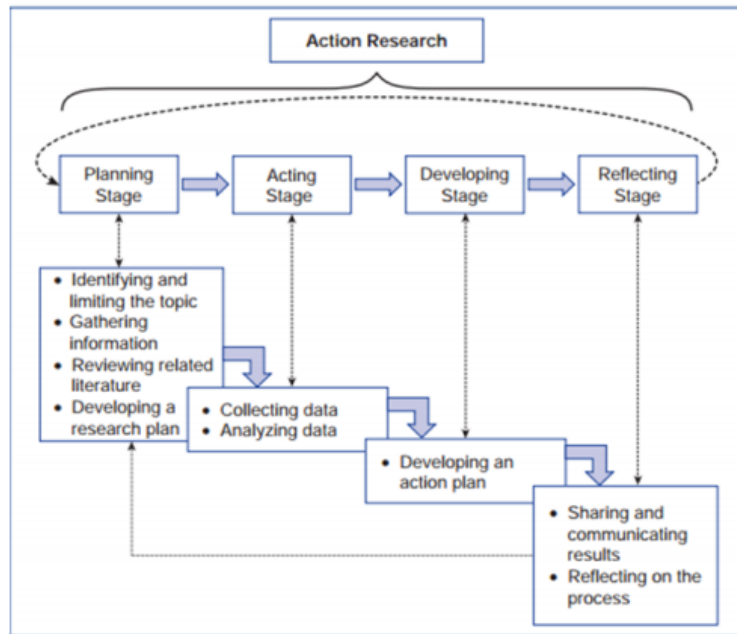 Action Research
Planning
Stage
Acting
Stage
Developing
Stage
Reflecting
Stage
• Identifying and
limiting the topic
• Gathering
information
• Reviewing related
literature
• Developing a
research plan
• Collecting data
• Analyzing data
• Developing an
action plan
• Sharing and
communicating
results
• Reflecting on the
process